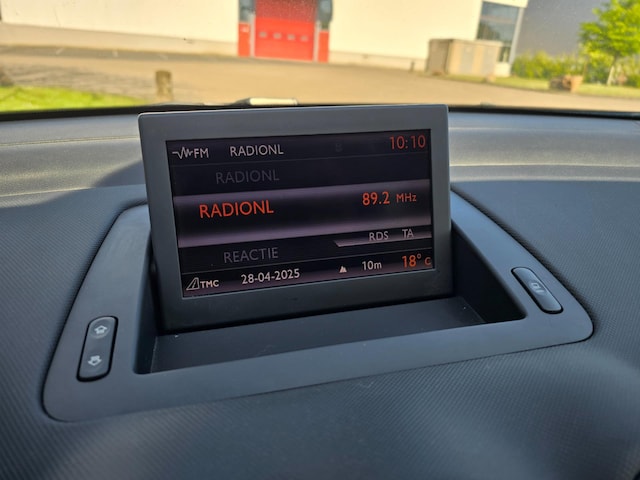 FM RADIONL 10:10
RADIONL
RADIONL 89.2 MHz
RDS TA
REACTIE
TMC 28-04-2025 10m 18°C